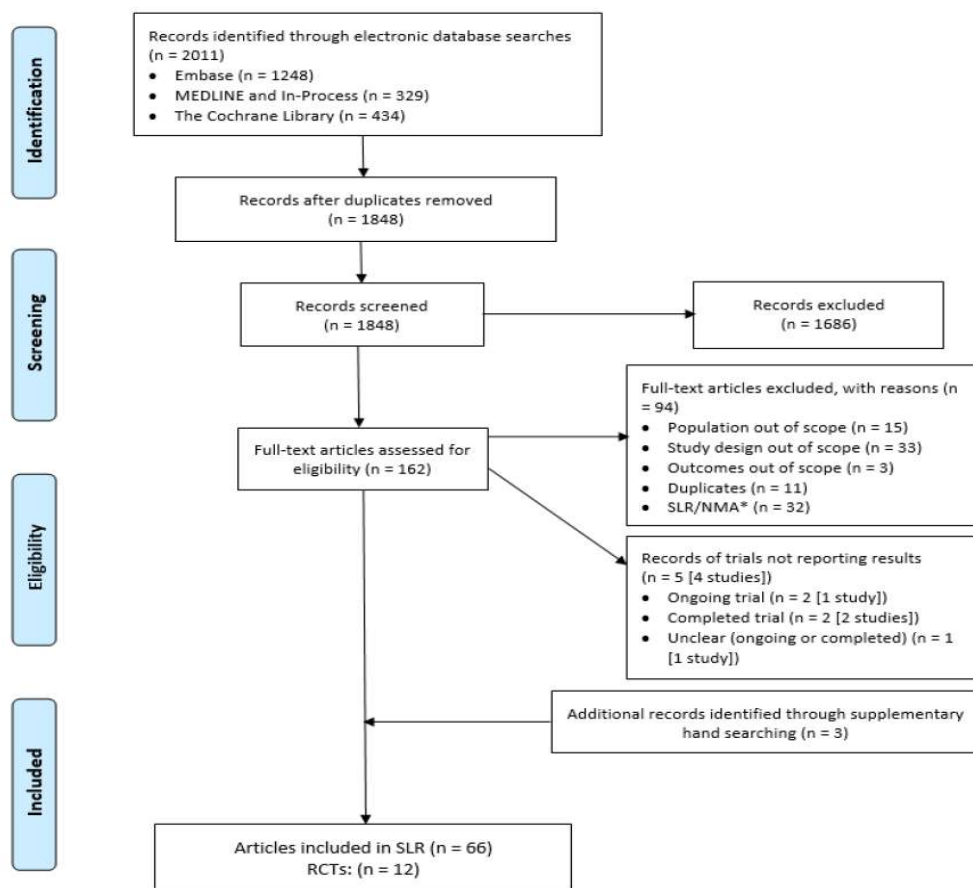 Identification
Records identified through electronic database searches
(n = 2011)
• Embase (n = 1248)
• MEDLINE and In-Process (n = 329)
• The Cochrane Library (n = 434)
Records after duplicates removed
(n = 1848)
Screening
Records screened
(n = 1848)
Records excluded
(n = 1686)
Full-text articles excluded, with reasons (n
= 94)
• Population out of scope (n = 15)
• Study design out of scope (n = 33)
• Outcomes out of scope (n = 3)
• Duplicates (n = 11)
• SLR/NMA* (n = 32)
Eligibility
Full-text articles assessed for
eligibility (n = 162)
Records of trials not reporting results
(n = 5 [4 studies])
• Ongoing trial (n = 2 [1 study])
• Completed trial (n = 2 [2 studies])
• Unclear (ongoing or completed) (n = 1
[1 study])
Included
Additional records identified through supplementary
hand searching (n = 3)
Articles included in SLR (n = 66)
RCTs: (n = 12)